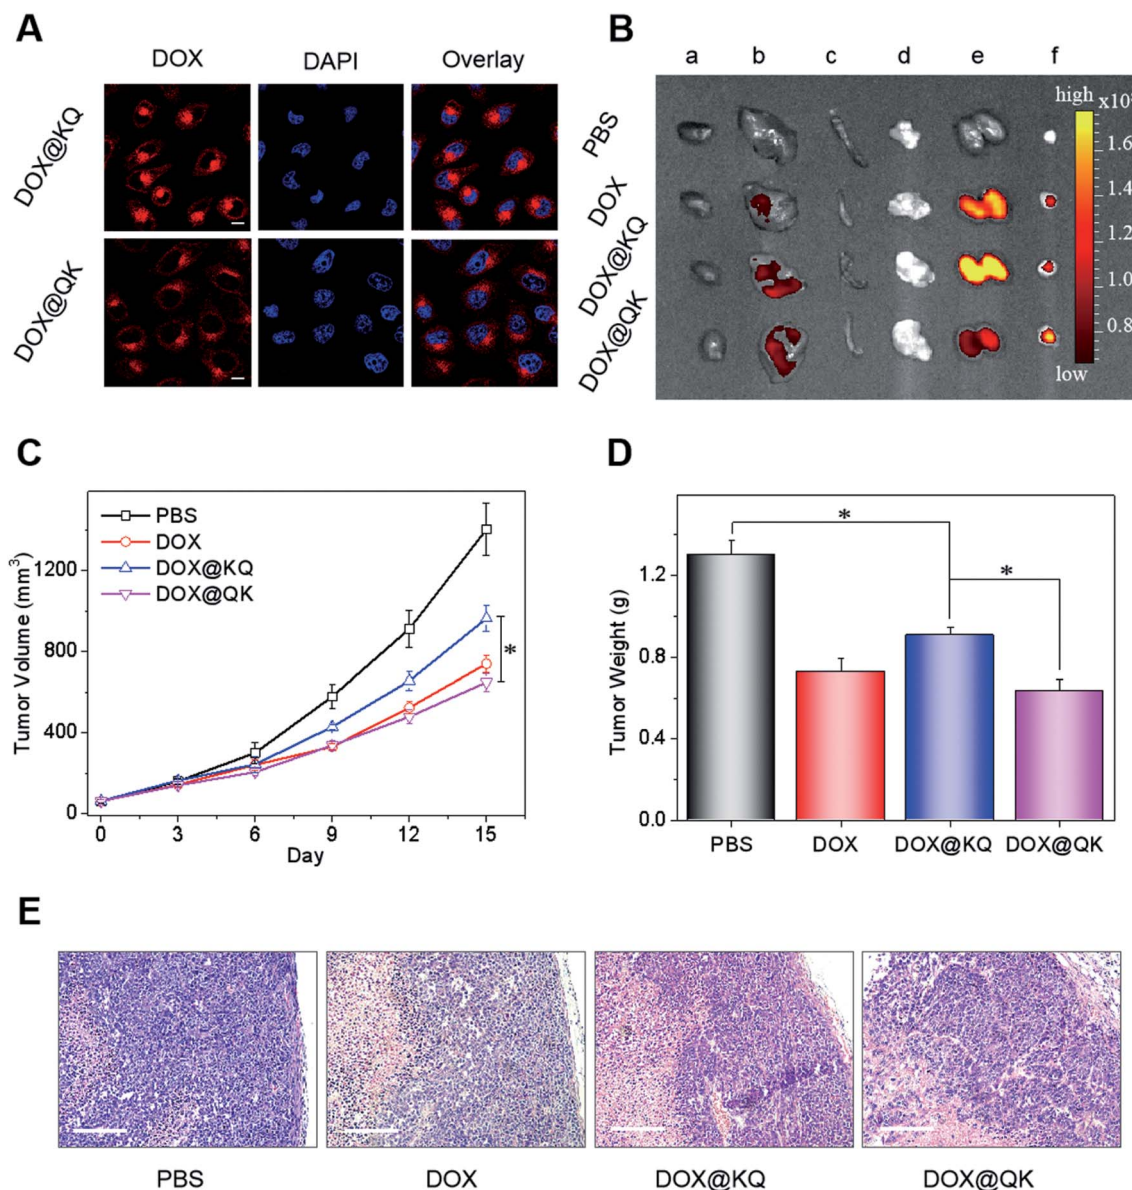 A
DOX DAPI Overlay
DOX@KQ
DOX@QK
B
a b c d e f
PBS
DOX
DOX@KQ
DOX@QK
high
1.6
1.4
1.2
1.0
0.8
low
C
PBS
DOX
DOX@KQ
DOX@QK
Tumor Volume (mm³)
1200
800
400
0
*
0 3 6 9 12 15
Day
D
Tumor Weight (g)
1.2
0.8
0.4
0.0
*
*
PBS DOX DOX@KQ DOX@QK
E
PBS DOX DOX@KQ DOX@QK